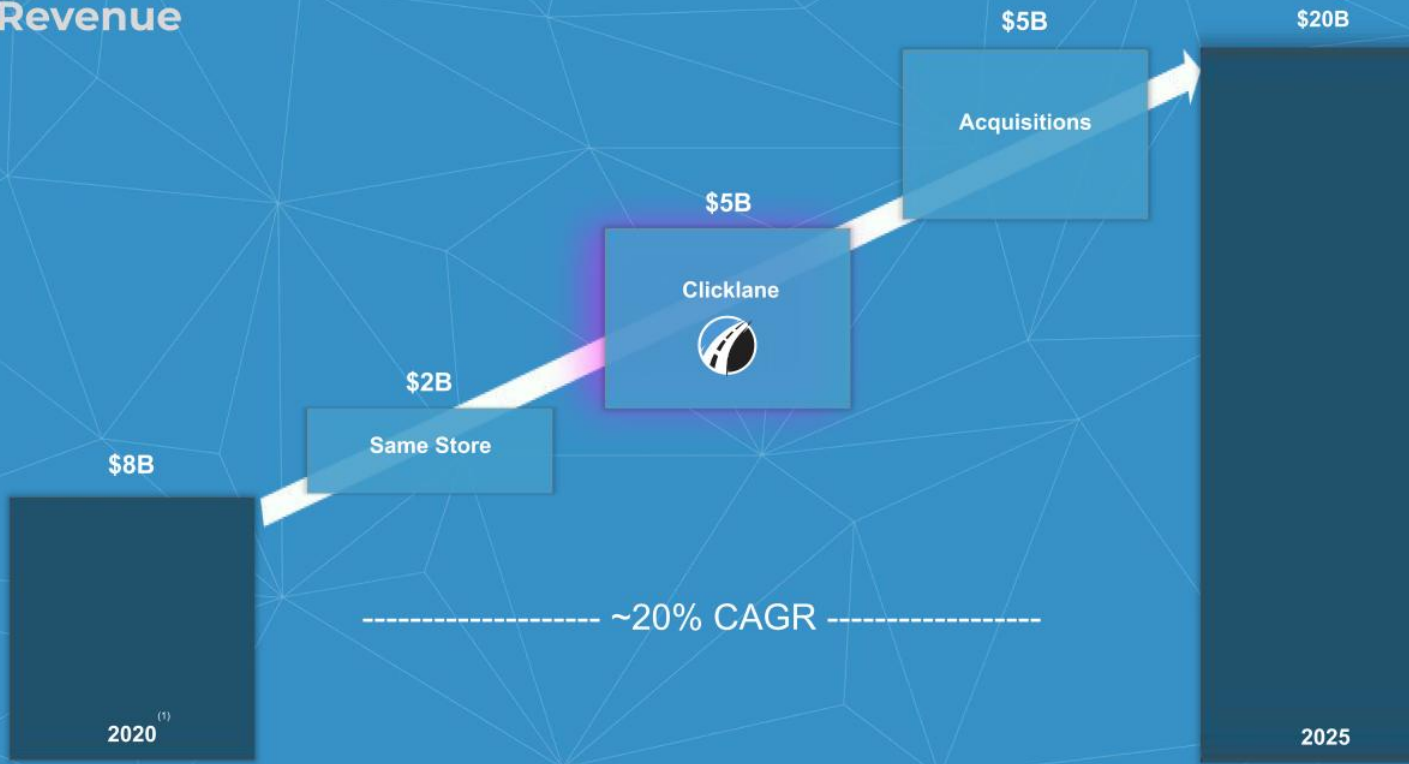 Revenue
$5B
$20B
Acquisitions
$5B
Clicklane
$2B
Same Store
$8B
-------------------- ~20% CAGR ------------------
2020 (1)
2025